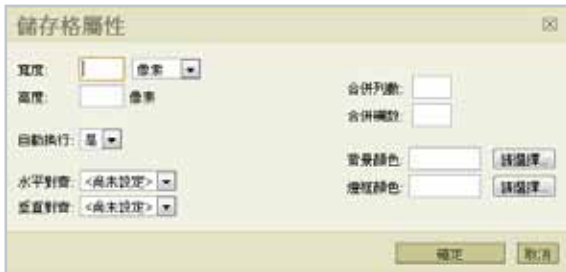 儲存格屬性
寬度: 像素
高度: 像素
自動換行: 是
水平對齊: <尚未設定>
垂直對齊: <尚未設定>
合併列數:
合併欄數:
背景顏色: 請選擇...
邊框顏色: 請選擇...
確定 取消